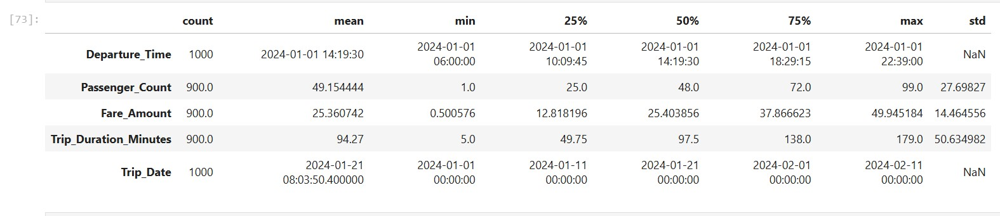 [73]:
count mean min 25% 50% 75% max std
Departure_Time 1000 2024-01-01 14:19:30 2024-01-01 06:00:00 2024-01-01 10:09:45 2024-01-01 14:19:30 2024-01-01 18:29:15 2024-01-01 22:39:00 NaN
Passenger_Count 900.0 49.154444 1.0 25.0 48.0 72.0 99.0 27.69827
Fare_Amount 900.0 25.360742 0.500576 12.818196 25.403856 37.866623 49.945184 14.464556
Trip_Duration_Minutes 900.0 94.27 5.0 49.75 97.5 138.0 179.0 50.634982
Trip_Date 1000 2024-01-21 08:03:50.400000 2024-01-01 00:00:00 2024-01-11 00:00:00 2024-01-21 00:00:00 2024-02-01 00:00:00 2024-02-11 00:00:00 NaN